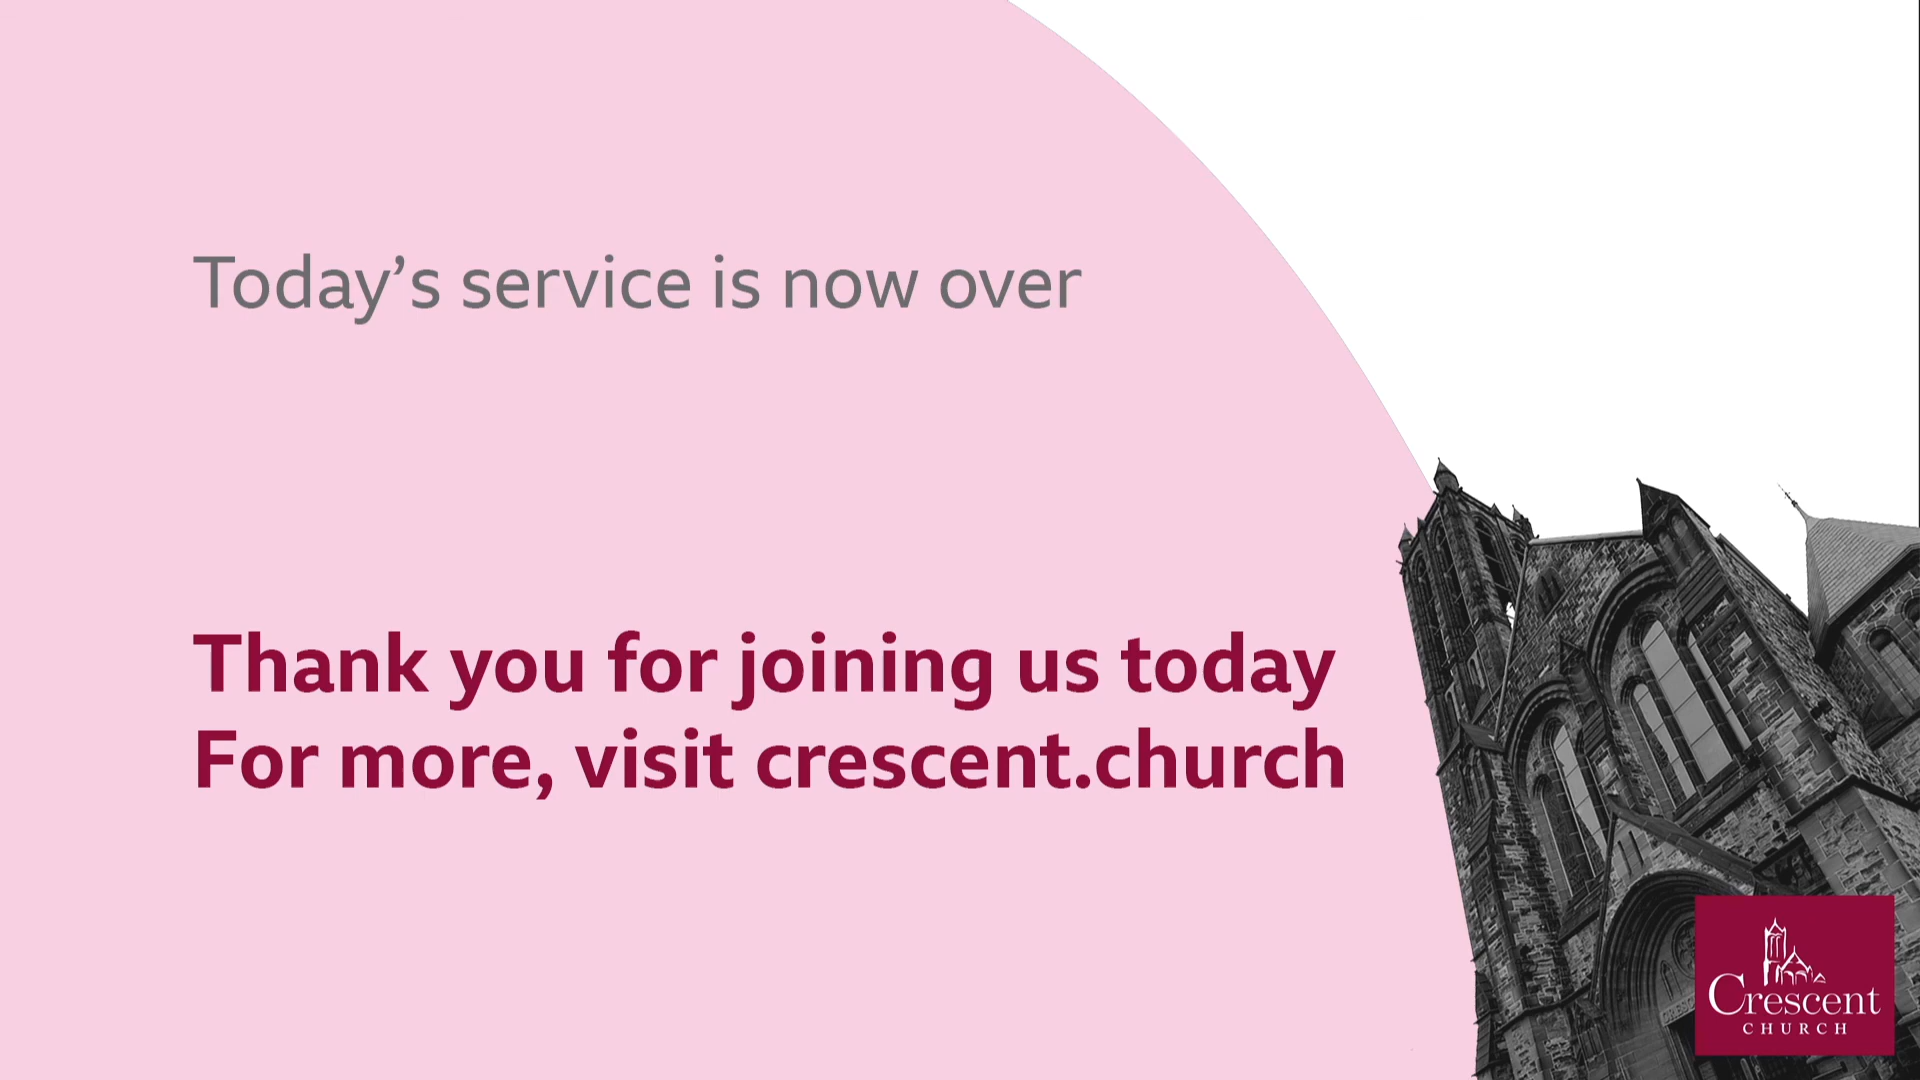 Today’s service is now over
Thank you for joining us today
For more, visit crescent.church
Crescent
CHURCH